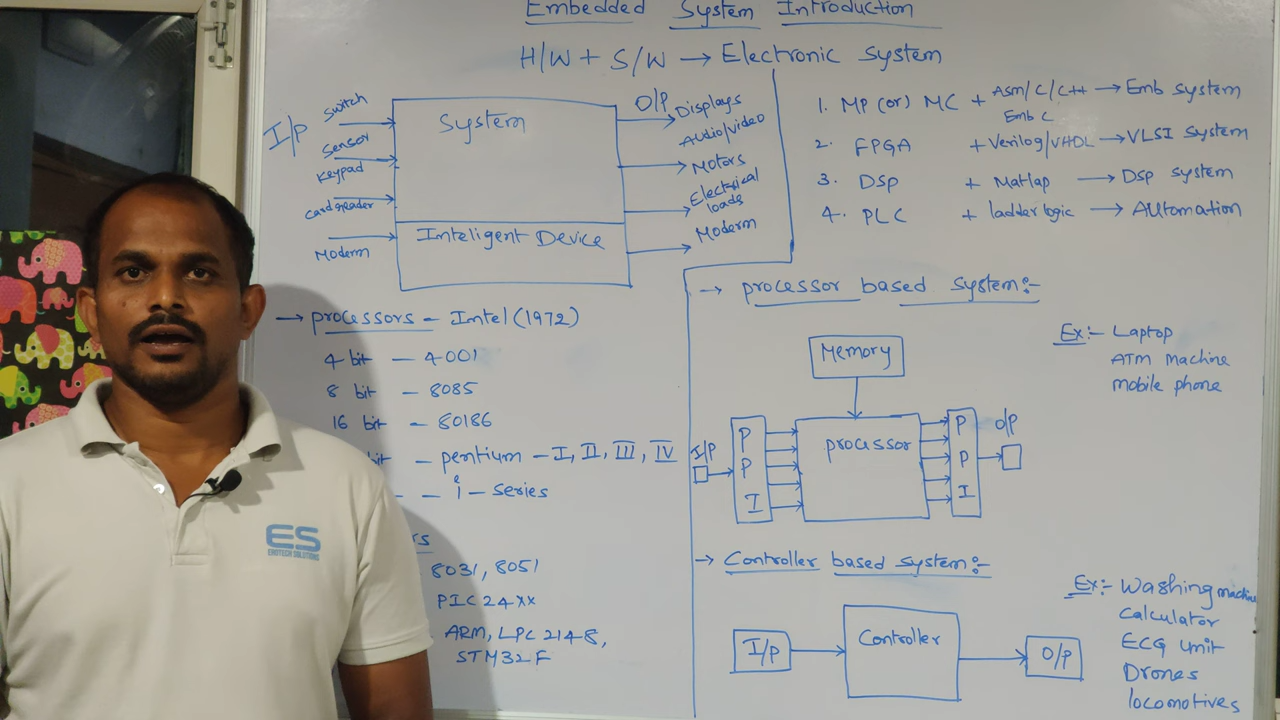 Embedded System Introduction
H/W + S/W → Electronic System
I/p
Switch
Sensor
Keypad
Card reader
Moderm
System
Inteligent Device
O/P
Displays
Audio/video
Motors
Electrical loads
Moderm
1. MP (or) MC + Asm/C/C++ → Emb system
Emb C
2. FPGA + Verilog/VHDL → VLSI System
3. DSP + Matlap → DSP system
4. PLC + ladder logic → AUtomation
→ processors - Intel (1972)
4 bit - 4001
8 bit - 8085
16 bit - 80186
bit - pentium - I, II, III, IV
- - i - series
rs
8031, 8051
PIC 24xx
ARM, LPC 2148,
STM32F
→ processor based system:-
Memory
I/P
P
P
I
processor
P
P
I
O/P
Ex:- Laptop
ATM machine
mobile phone
→ Controller based system:-
I/p
Controller
O/P
Ex:- Washing machine
Calculator
ECG unit
Drones
locomotives
ES